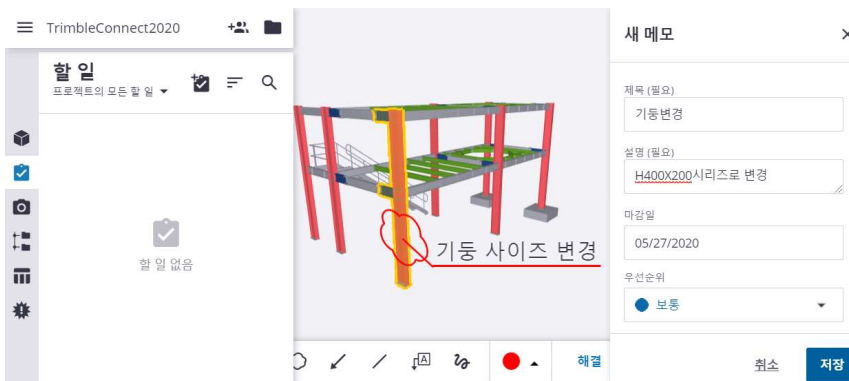 TrimbleConnect2020
할 일
프로젝트의 모든 할 일
할 일 없음
기둥 사이즈 변경
A
해결
새 메모
제목 (필요)
기둥변경
설명 (필요)
H400X200시리즈로 변경
마감일
05/27/2020
우선순위
보통
취소
저장